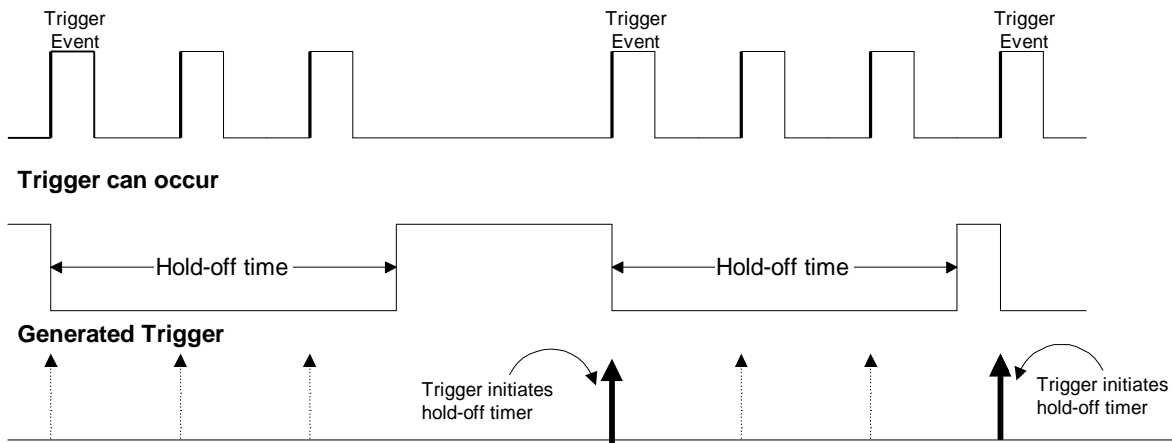 Trigger
Event
Trigger
Event
Trigger
Event
Trigger can occur
Hold-off time
Hold-off time
Generated Trigger
Trigger initiates
hold-off timer
Trigger initiates
hold-off timer